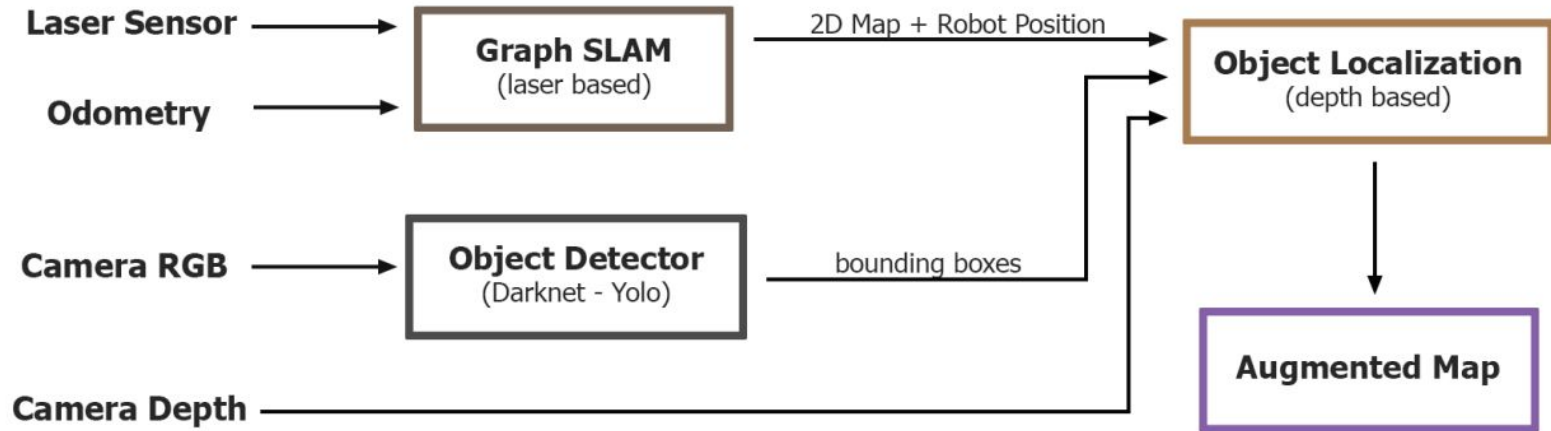 Laser Sensor
Odometry
Graph SLAM
(laser based)
2D Map + Robot Position
Object Localization
(depth based)
Camera RGB
Object Detector
(Darknet - Yolo)
bounding boxes
Augmented Map
Camera Depth